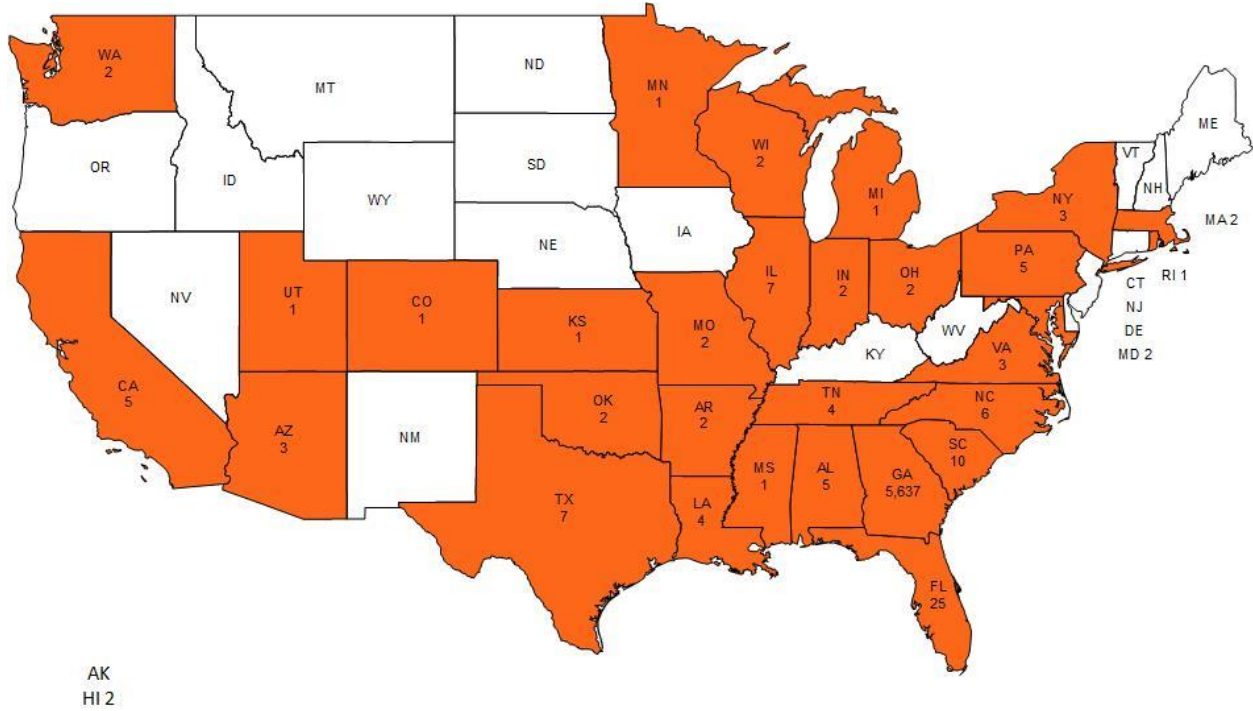 WA
2
MT
ND
MN
1
ME
OR
ID
SD
WI
2
VT
NH
WY
MI
1
NY
3
MA 2
NE
IA
PA
5
RI 1
NV
UT
1
CO
1
KS
1
MO
2
IL
7
IN
2
OH
2
WV
KY
VA
3
CT
NJ
DE
MD 2
CA
5
AZ
3
NM
OK
2
AR
2
TN
4
NC
6
SC
10
TX
7
LA
4
MS
1
AL
5
GA
5,637
FL
25
AK
HI 2